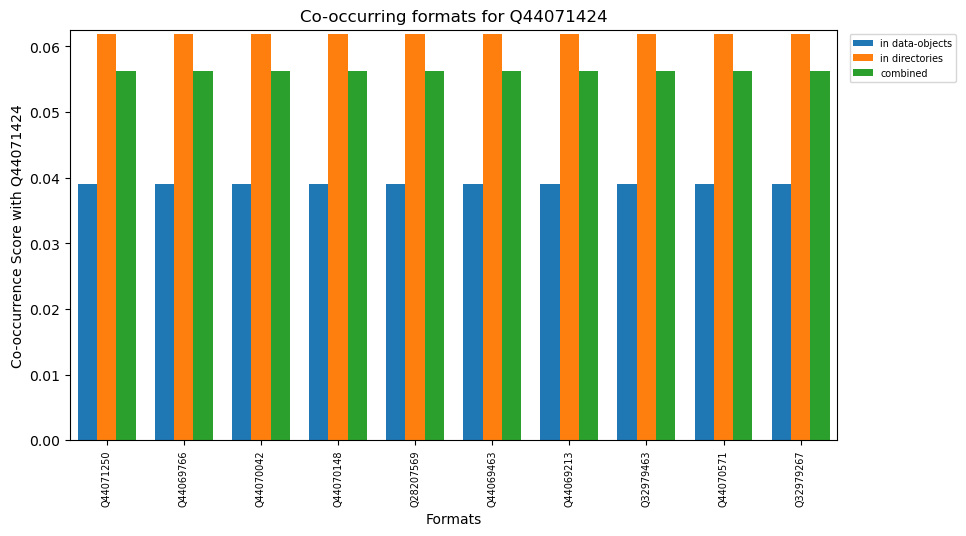 Co-occurring formats for Q44071424
in data-objects
in directories
combined
Co-occurrence Score with Q44071424
0.06
0.05
0.04
0.03
0.02
0.01
0.00
Q44071250
Q44069766
Q44070042
Q44070148
Q28207569
Q44069463
Q44069213
Q32979463
Q44070571
Q32979267
Formats